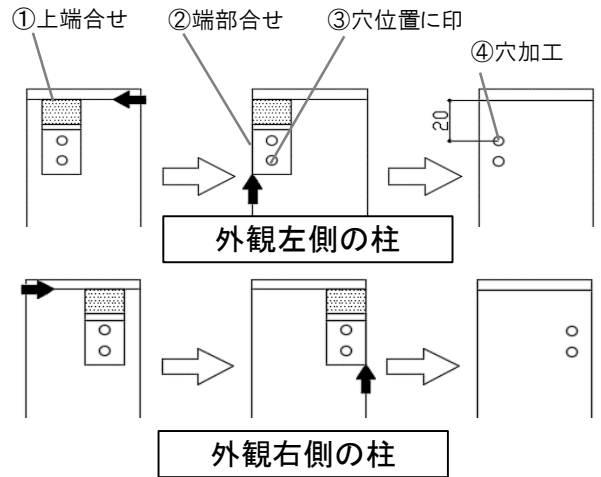 ①上端合せ
②端部合せ
③穴位置に印
④穴加工
20
外観左側の柱
外観右側の柱